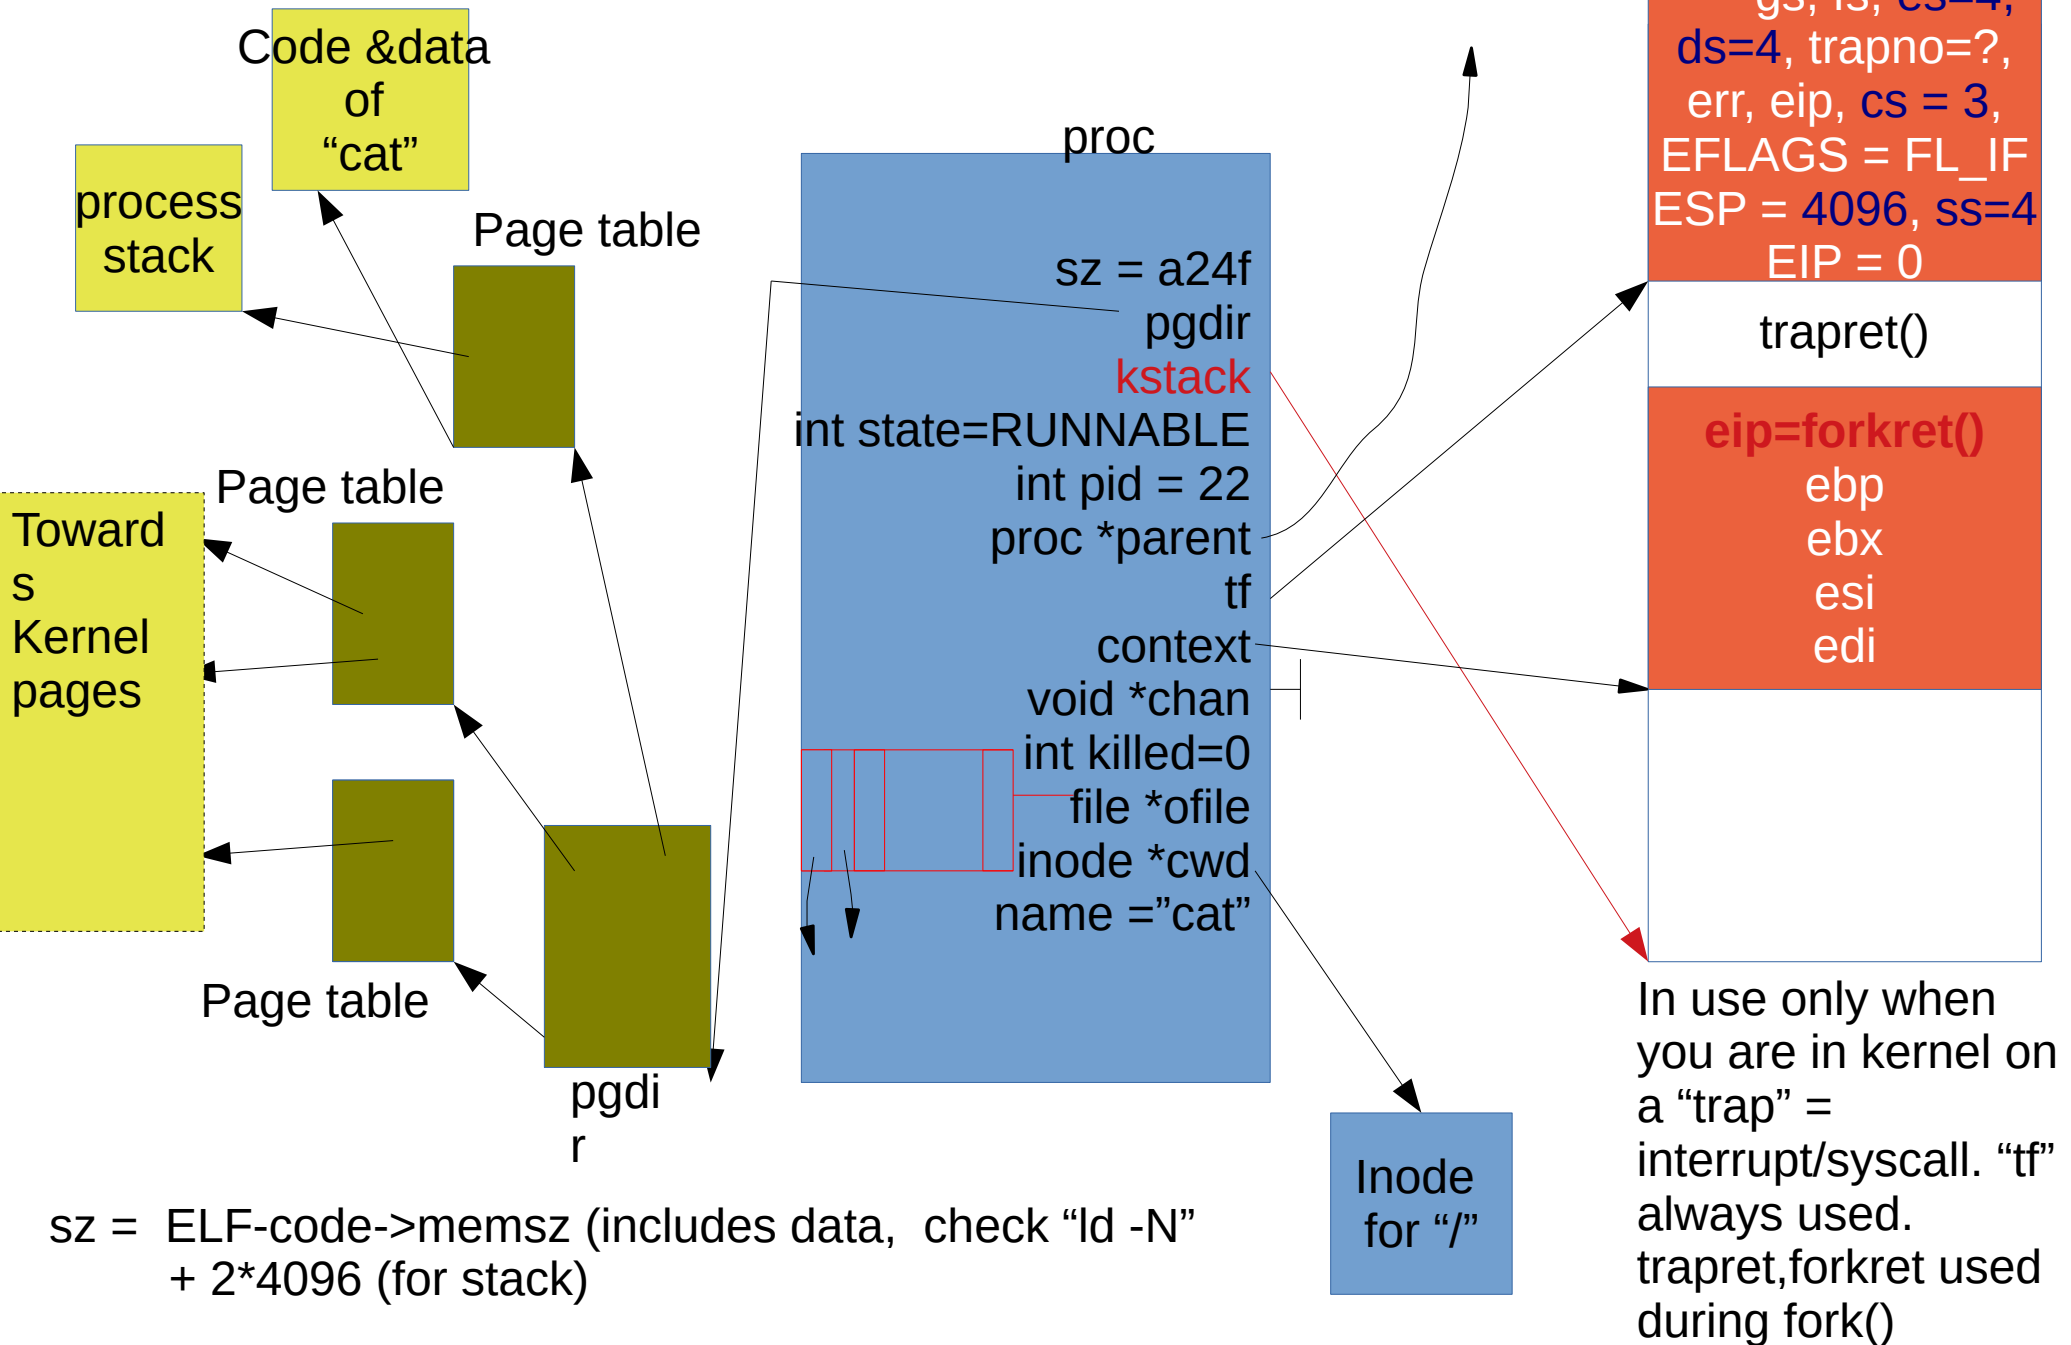 Code &data
of
“cat”
process
stack
Page table
Page table
Toward
s
Kernel
pages
Page table
pgdi
r
proc
sz = a24f
pgdir
kstack
int state=RUNNABLE
int pid = 22
proc *parent
tf
context
void *chan
int killed=0
file *ofile
inode *cwd
name =”cat”
gs, fs, es=4,
ds=4, trapno=?,
err, eip, cs = 3,
EFLAGS = FL_IF
ESP = 4096, ss=4
EIP = 0
trapret()
eip=forkret()
ebp
ebx
esi
edi
In use only when
you are in kernel on
a “trap” =
interrupt/syscall. “tf”
always used.
trapret,forkret used
during fork()
Inode
for “/”
sz = ELF-code->memsz (includes data, check “ld -N”
+ 2*4096 (for stack)